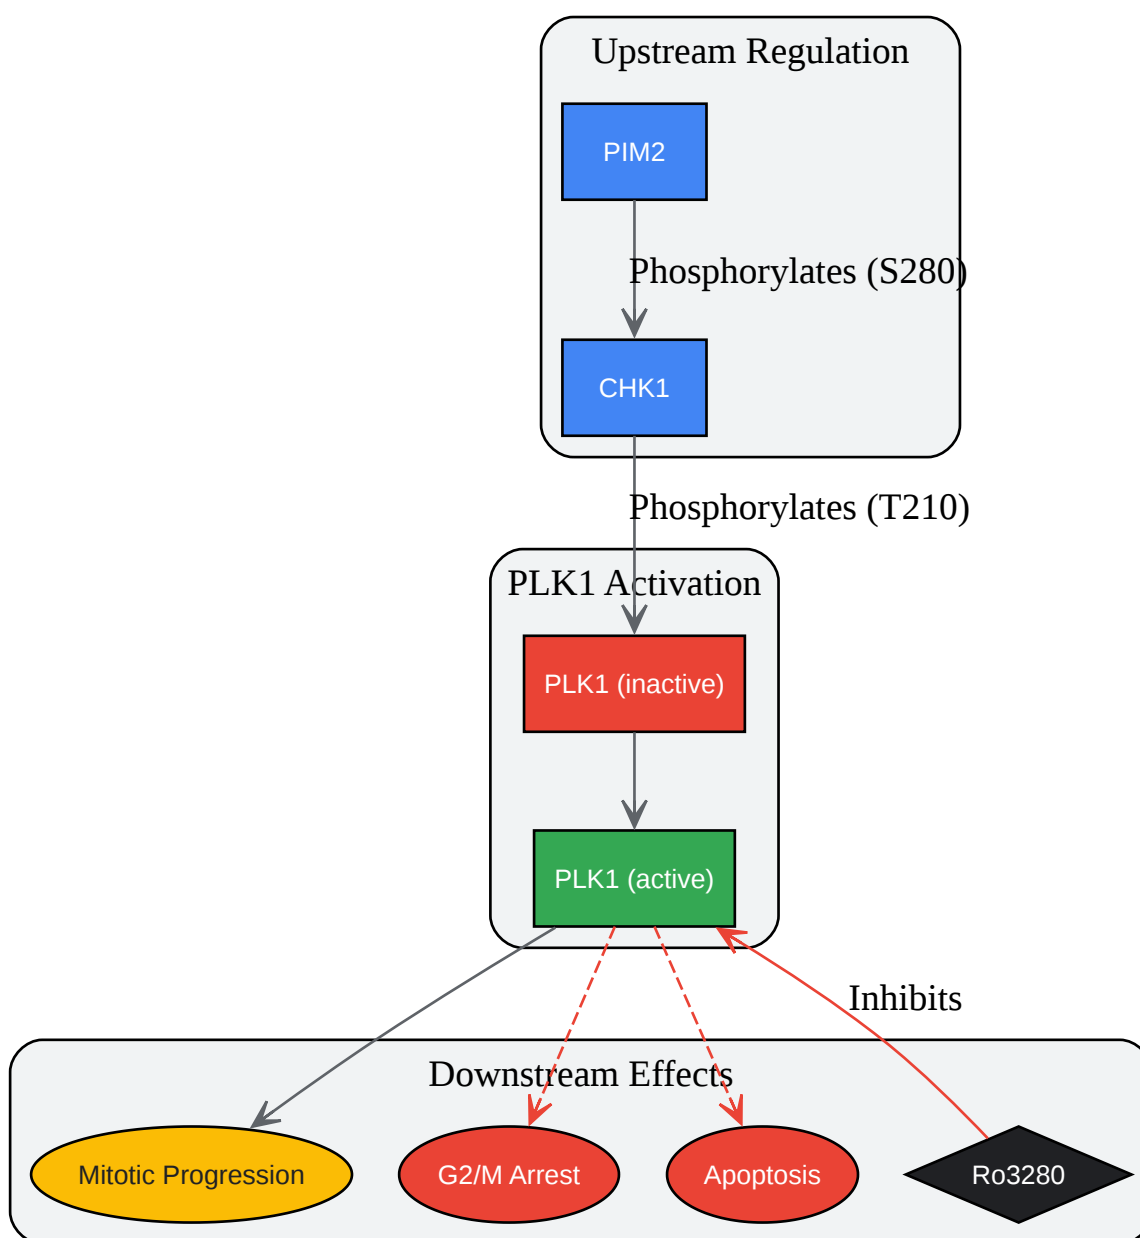 Upstream Regulation
PIM2
Phosphorylates (S280)
CHK1
Phosphorylates (T210)
PLK1 Activation
PLK1 (inactive)
PLK1 (active)
Inhibits
Downstream Effects
Mitotic Progression
G2/M Arrest
Apoptosis
Ro3280